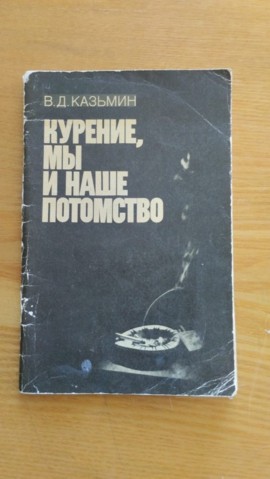 В.Д. КАЗЬМИН
КУРЕНИЕ,
МЫ
И НАШЕ
ПОТОМСТВО